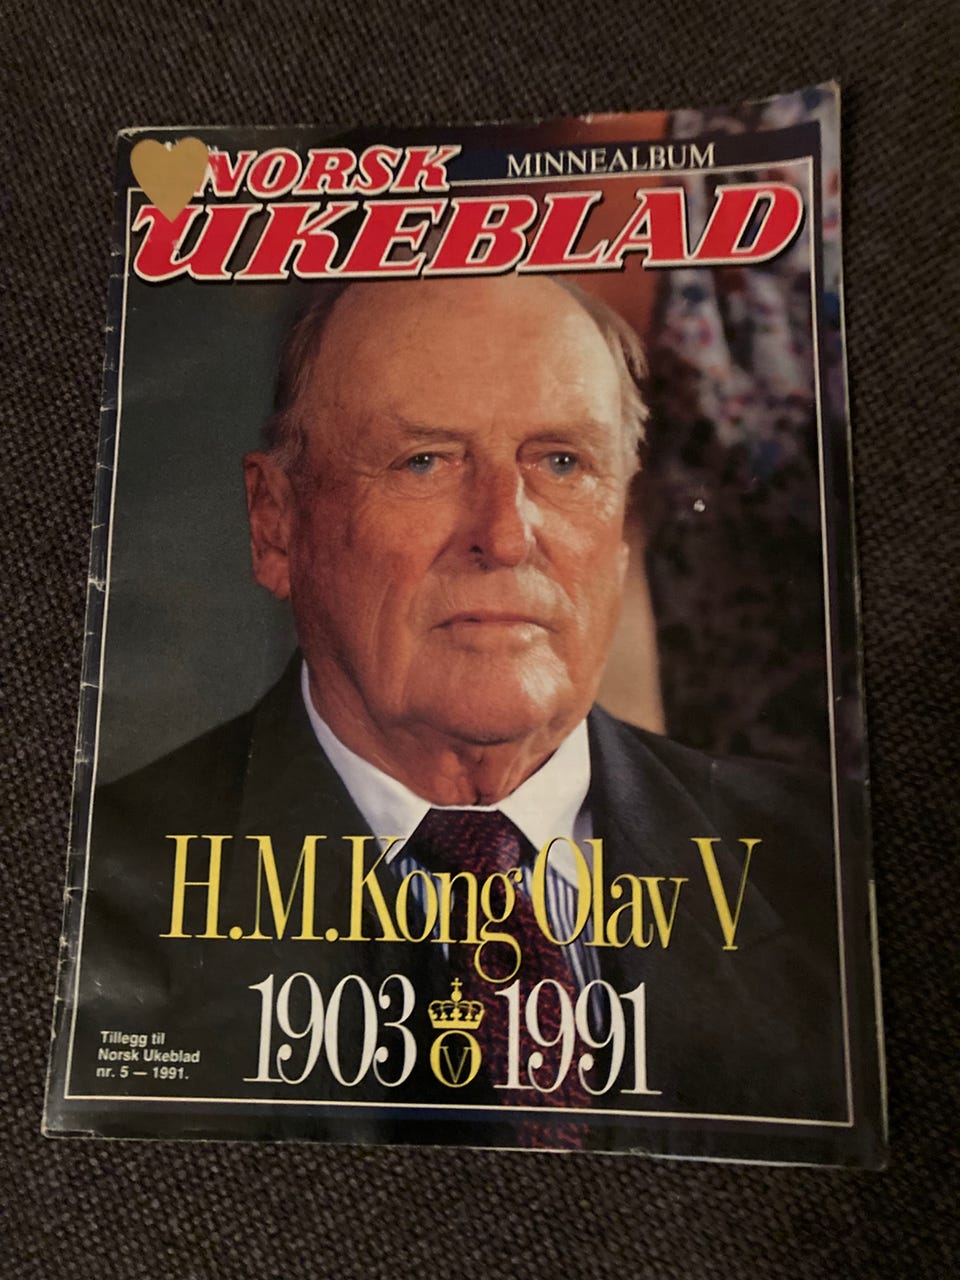 MINNEALBUM
NORSK
UKEBLAD
H.M. Kong Olav V
1903 V 1991
Tillegg til
Norsk Ukeblad
nr. 5 — 1991.